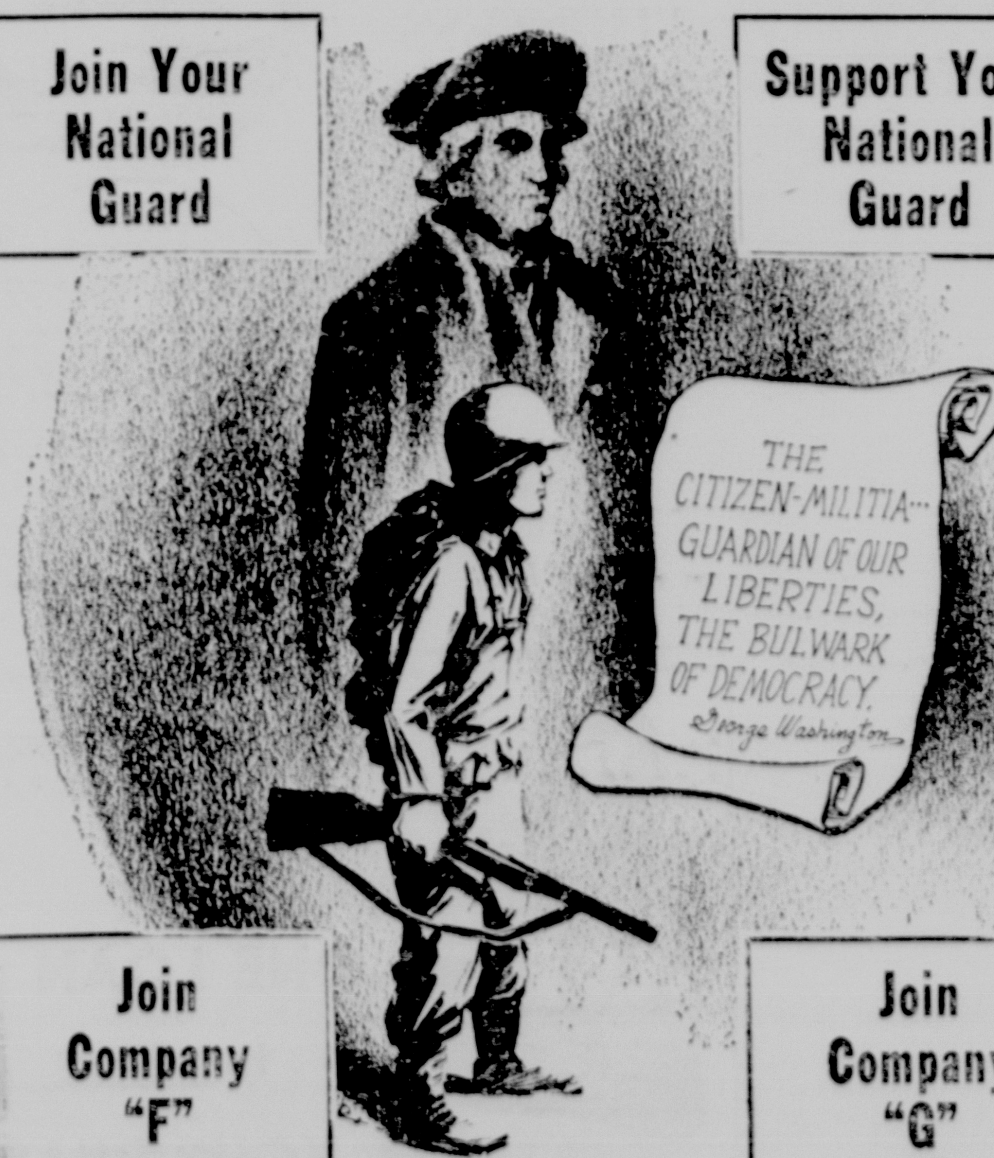 Join Your
National
Guard
Support Yo
National
Guard
THE
CITIZEN-MILITIA...
GUARDIAN OF OUR
LIBERTIES,
THE BULWARK
OF DEMOCRACY.
George Washington
Join
Company
“F”
Join
Company
“G”